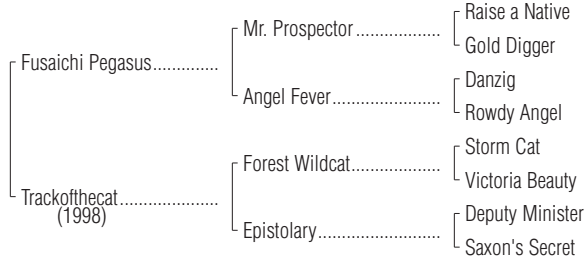 Raise a Native
Mr. Prospector..................
Gold Digger
Fusaichi Pegasus..............
Danzig
Angel Fever.......................
Rowdy Angel
Storm Cat
Forest Wildcat...................
Victoria Beauty
Trackofthecat.....................
(1998)
Deputy Minister
Epistolary..........................
Saxon's Secret